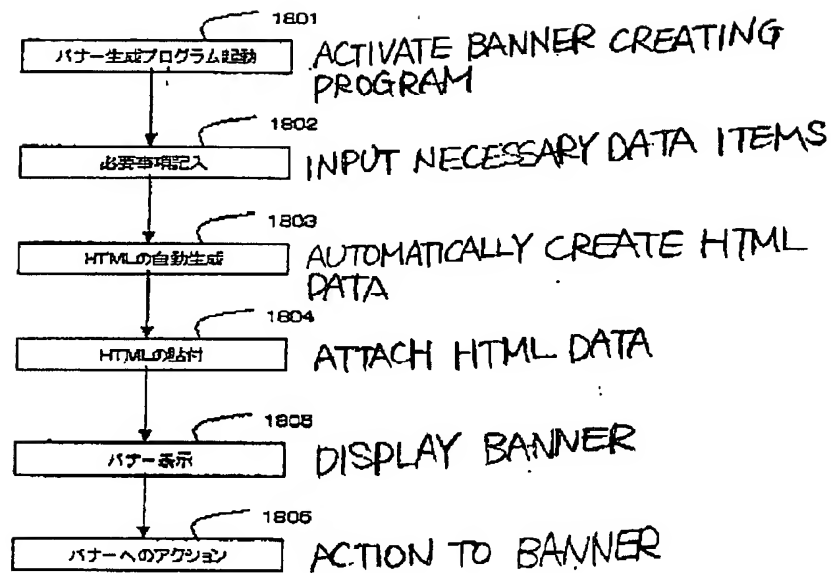 1801
バナー生成プログラム起動
ACTIVATE BANNER CREATING
PROGRAM
1802
必要事項記入
INPUT NECESSARY DATA ITEMS
1803
HTMLの自動生成
AUTOMATICALLY CREATE HTML
DATA
1804
HTMLの貼付
ATTACH HTML DATA
1805
バナー表示
DISPLAY BANNER
1806
バナーへのアクション
ACTION TO BANNER